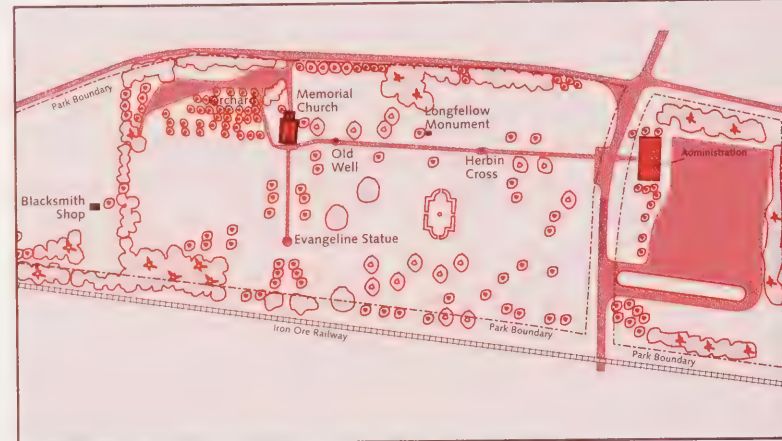 Park Boundary
Orchard
Memorial
Church
Longfellow
Monument
Old
Well
Herbin
Cross
Administration
Blacksmith
Shop
Evangeline Statue
Iron Ore Railway
Park Boundary
Park Boundary